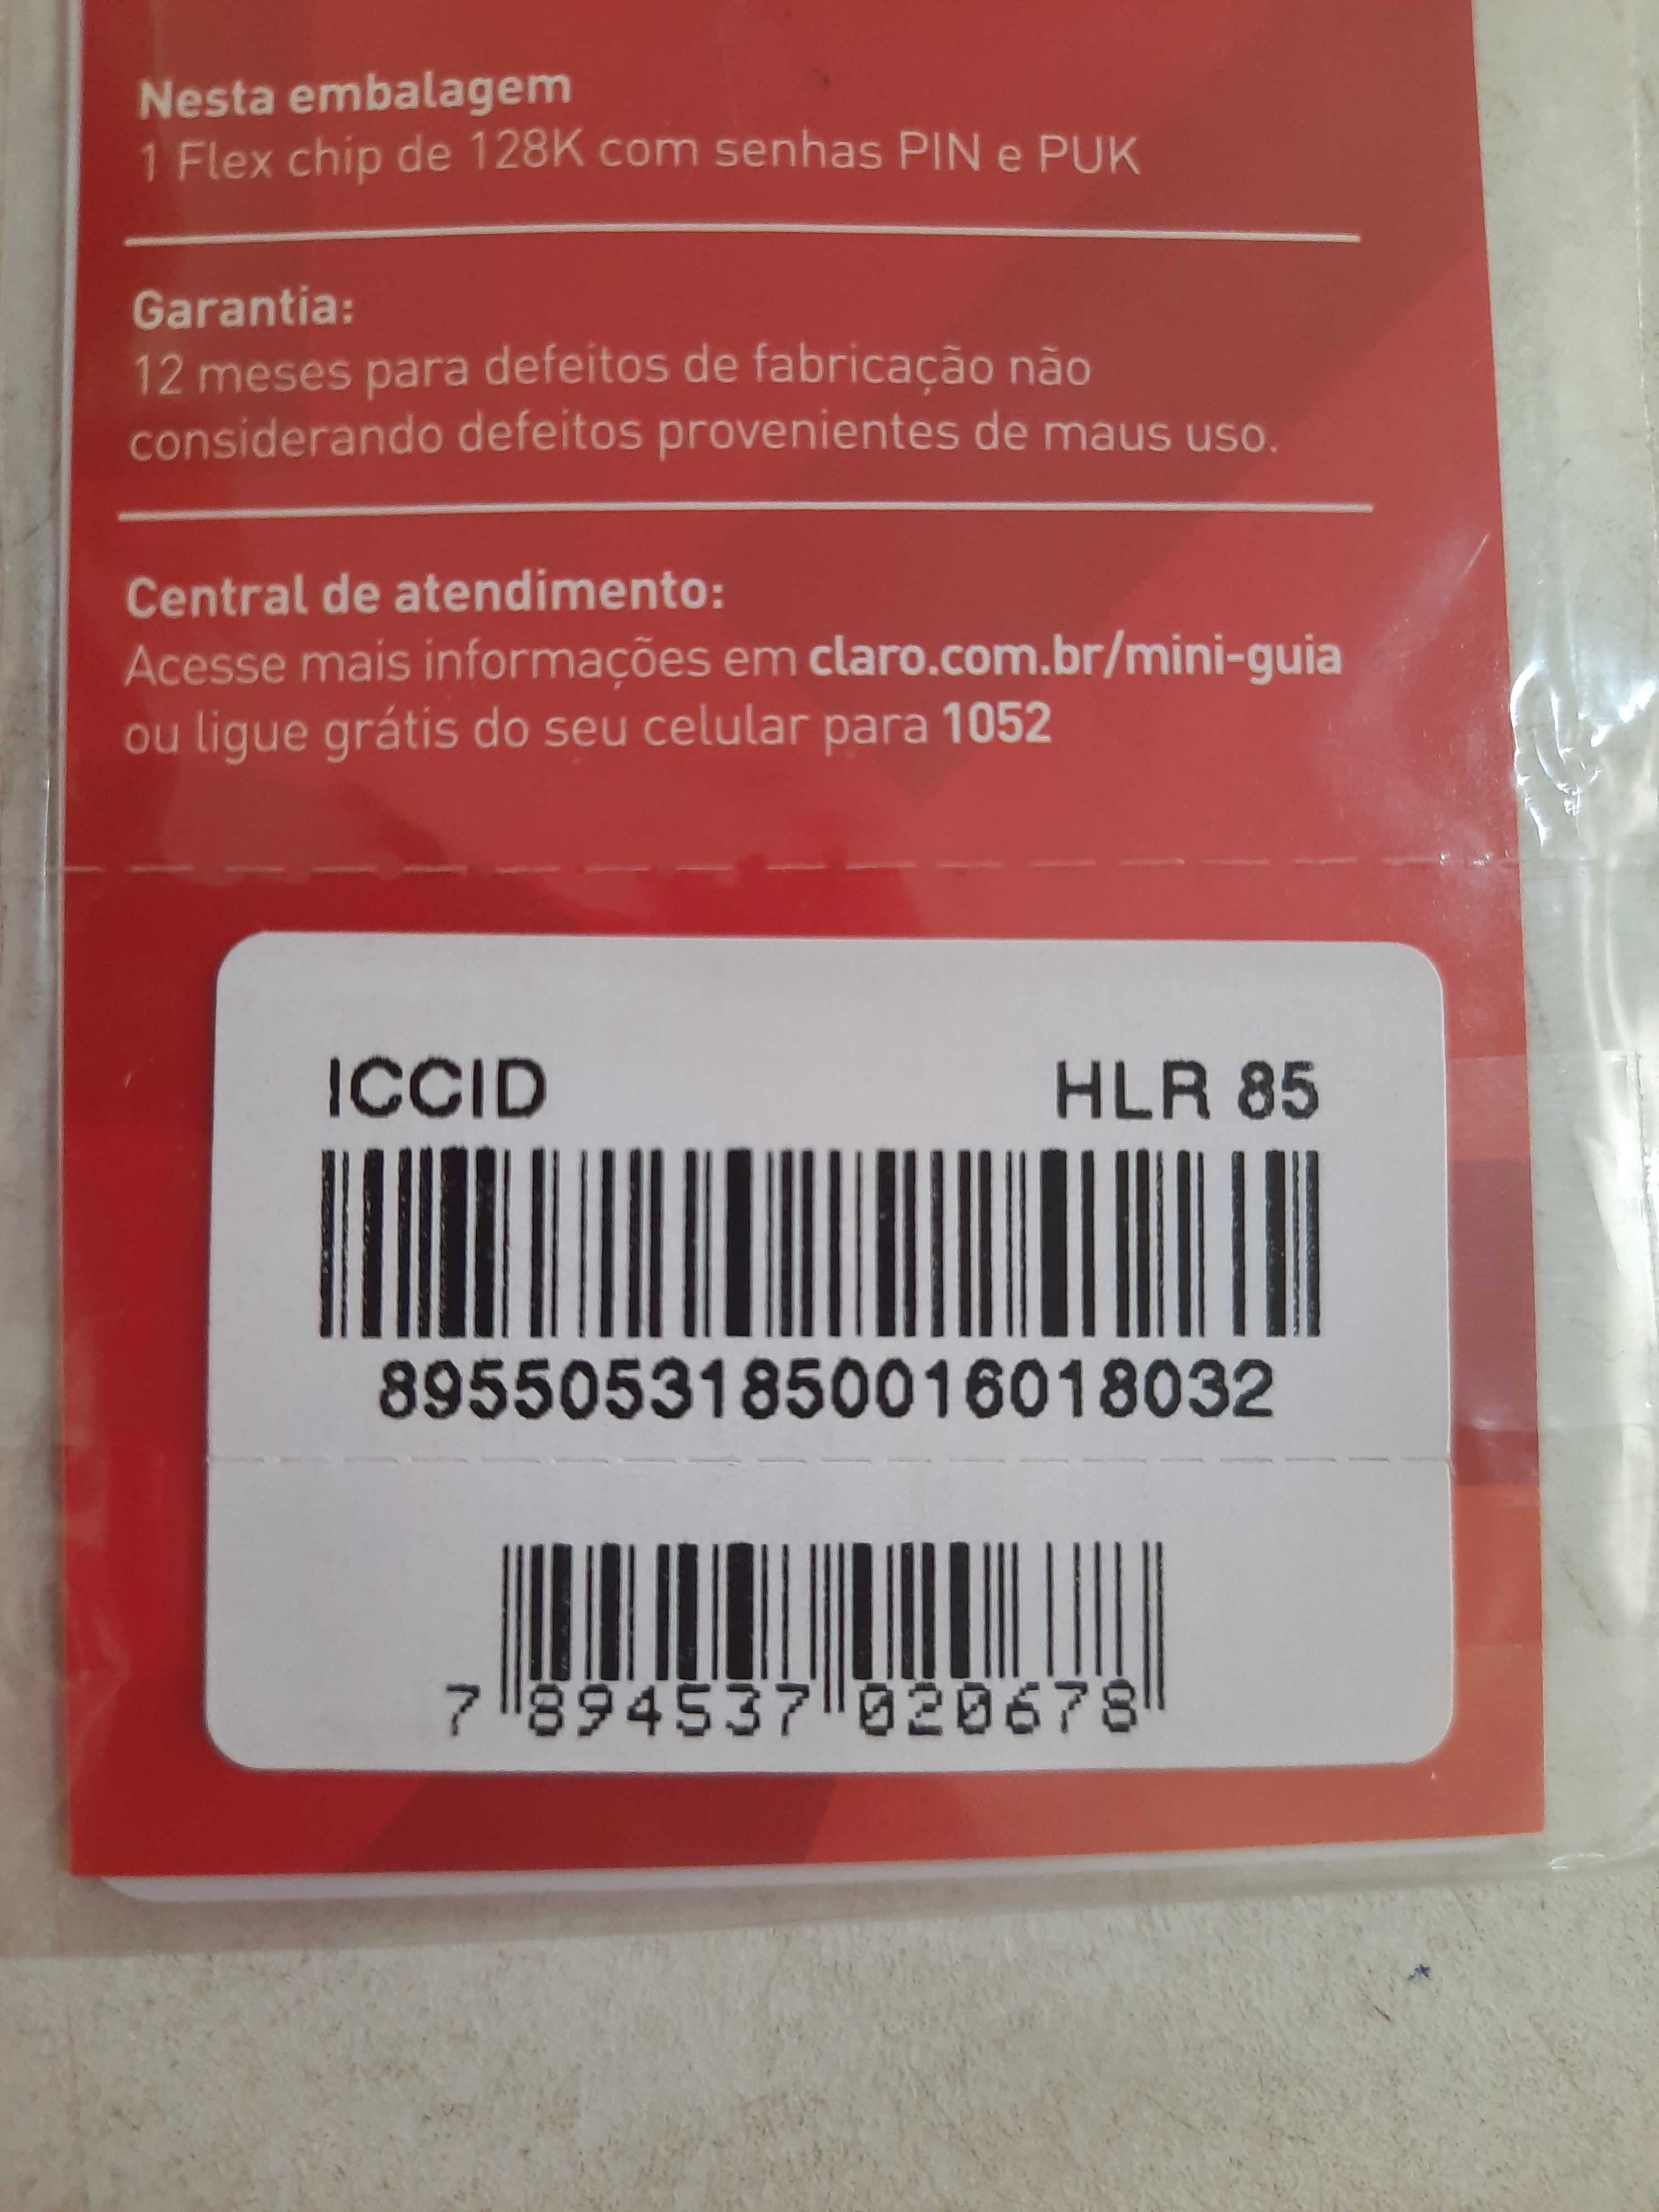 Nesta embalagem
1 Flex chip de 128K com senhas PIN e PUK
Garantia:
12 meses para defeitos de fabricação não
considerando defeitos provenientes de maus uso.
Central de atendimento:
Acesse mais informações em claro.com.br/mini-guia
ou ligue grátis do seu celular para 1052
ICCID HLR 85
89550531850016018032
7 894537 020678